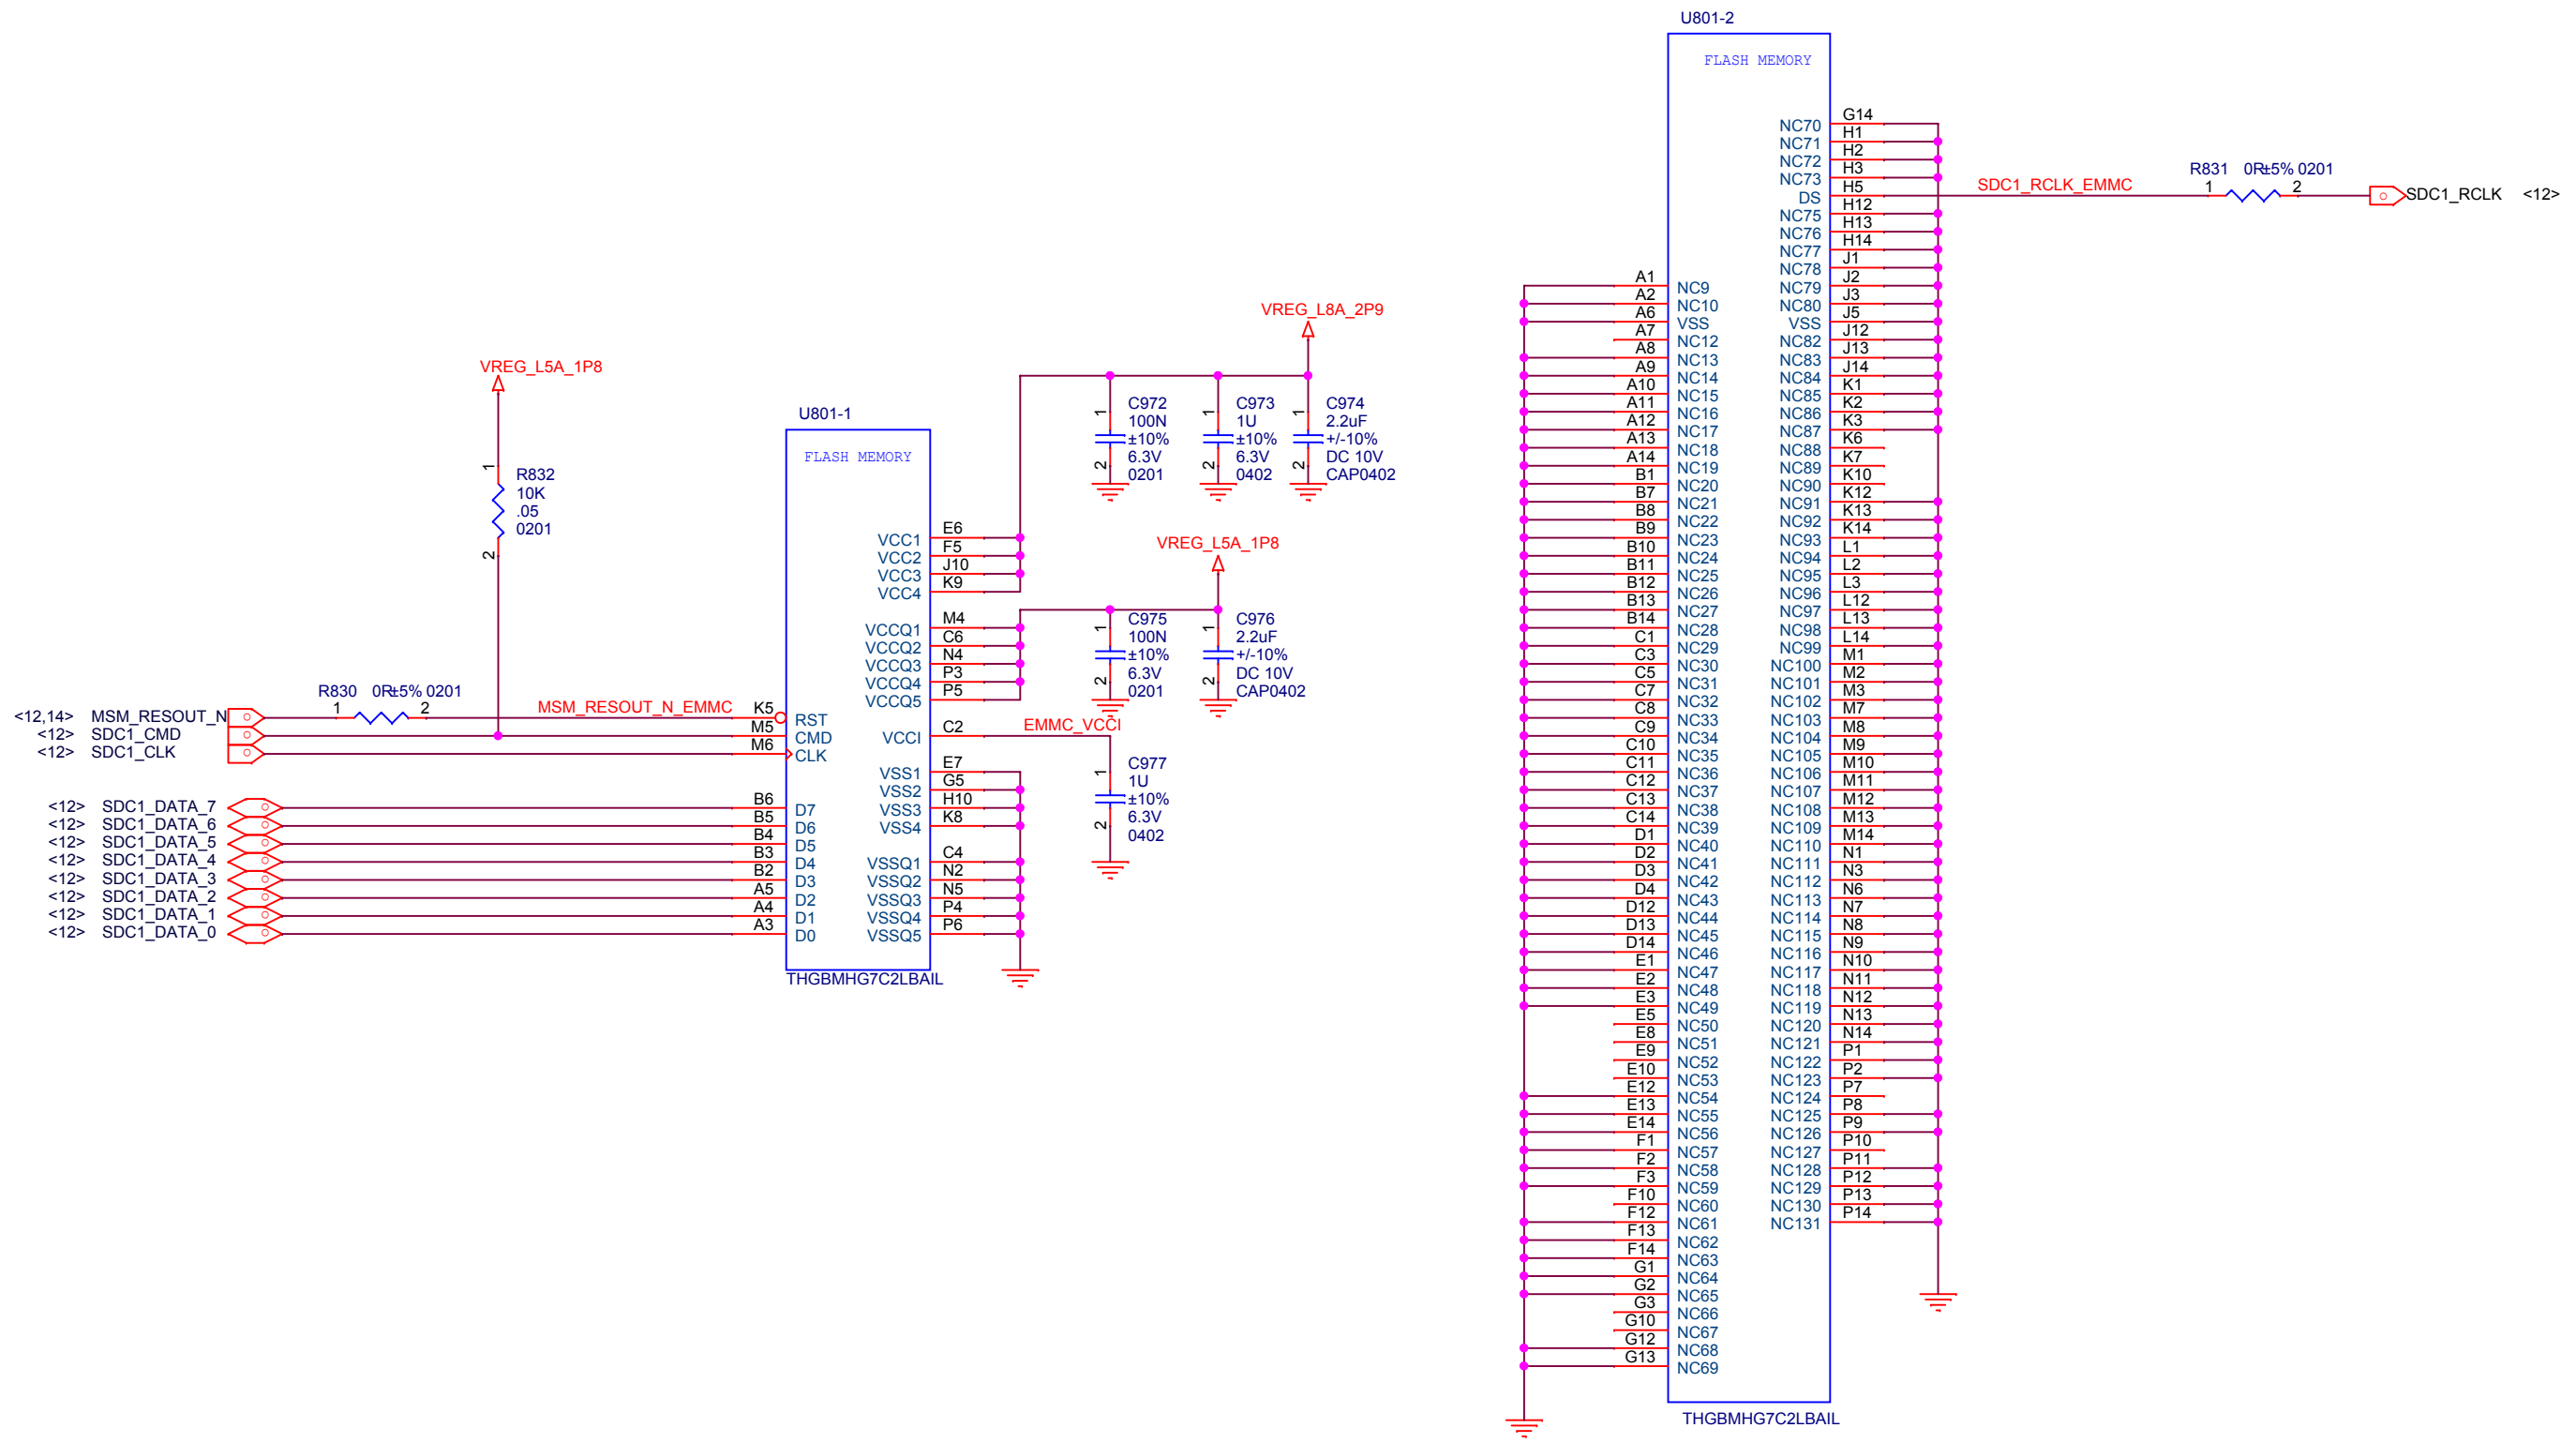 U801-2
FLASH MEMORY
NC70 G14
NC71 H1
NC72 H2
NC73 H3
DS H5
SDC1_RCLK_EMMC
R831 0R±5% 0201
1 2
SDC1_RCLK <12>
NC75 H12
NC76 H13
NC77 H14
NC78 J1
A1 NC9 NC79 J2
A2 NC10 NC80 J3
A6 VSS VSS J5
A7 NC12 NC82 J12
A8 NC13 NC83 J13
A9 NC14 NC84 J14
A10 NC15 NC85 K1
A11 NC16 NC86 K2
A12 NC17 NC87 K3
A13 NC18 NC88 K6
A14 NC19 NC89 K7
B1 NC20 NC90 K10
B7 NC21 NC91 K12
B8 NC22 NC92 K13
B9 NC23 NC93 K14
B10 NC24 NC94 L1
B11 NC25 NC95 L2
B12 NC26 NC96 L3
B13 NC27 NC97 L12
B14 NC28 NC98 L13
C1 NC29 NC99 L14
C3 NC30 NC100 M1
C5 NC31 NC101 M2
C7 NC32 NC102 M3
C8 NC33 NC103 M7
C9 NC34 NC104 M8
C10 NC35 NC105 M9
C11 NC36 NC106 M10
C12 NC37 NC107 M11
C13 NC38 NC108 M12
C14 NC39 NC109 M13
D1 NC40 NC110 M14
D2 NC41 NC111 N1
D3 NC42 NC112 N3
D4 NC43 NC113 N6
D12 NC44 NC114 N7
D13 NC45 NC115 N8
D14 NC46 NC116 N9
E1 NC47 NC117 N10
E2 NC48 NC118 N11
E3 NC49 NC119 N12
E5 NC50 NC120 N13
E8 NC51 NC121 N14
E9 NC52 NC122 P1
E10 NC53 NC123 P2
E12 NC54 NC124 P7
E13 NC55 NC125 P8
E14 NC56 NC126 P9
F1 NC57 NC127 P10
F2 NC58 NC128 P11
F3 NC59 NC129 P12
F10 NC60 NC130 P13
F12 NC61 NC131 P14
F13 NC62
F14 NC63
G1 NC64
G2 NC65
G3 NC66
G10 NC67
G12 NC68
G13 NC69
THGBMHG7C2LBAIL
VREG_L5A_1P8
1
R832
10K
.05
0201
2
U801-1
FLASH MEMORY
VREG_L8A_2P9
1
C972
100N
±10%
6.3V
0201
2
1
C973
1U
±10%
6.3V
0402
2
1
C974
2.2uF
+/-10%
DC 10V
CAP0402
2
VCC1 E6
VCC2 F5
VCC3 J10
VCC4 K9
VREG_L5A_1P8
VCCQ1 M4
VCCQ2 C6
VCCQ3 N4
VCCQ4 P3
VCCQ5 P5
1
C975
100N
±10%
6.3V
0201
2
1
C976
2.2uF
+/-10%
DC 10V
CAP0402
2
R830 0R±5% 0201
1 2
<12,14> MSM_RESOUT_N
MSM_RESOUT_N_EMMC
K5 RST
<12> SDC1_CMD M5 CMD
<12> SDC1_CLK M6 CLK
VCCI C2
EMMC_VCCI
1
C977
1U
±10%
6.3V
0402
2
VSS1 E7
VSS2 G5
VSS3 H10
VSS4 K8
VSSQ1 C4
VSSQ2 N2
VSSQ3 N5
VSSQ4 P4
VSSQ5 P6
<12> SDC1_DATA_7 B6 D7
<12> SDC1_DATA_6 B5 D6
<12> SDC1_DATA_5 B4 D5
<12> SDC1_DATA_4 B3 D4
<12> SDC1_DATA_3 B2 D3
<12> SDC1_DATA_2 A5 D2
<12> SDC1_DATA_1 A4 D1
<12> SDC1_DATA_0 A3 D0
THGBMHG7C2LBAIL